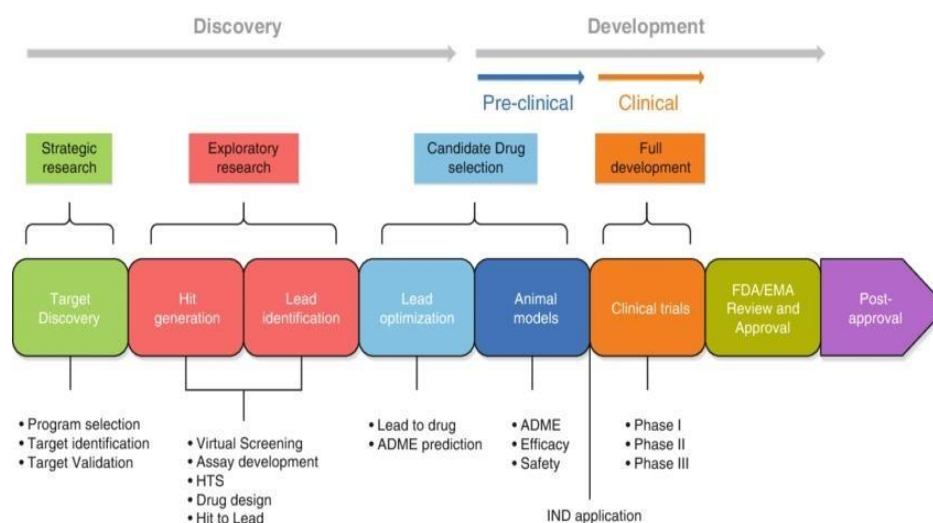 Discovery
Development
Pre-clinical
Clinical
Strategic
research
Exploratory
research
Candidate Drug
selection
Full
development
Target
Discovery
Hit
generation
Lead
identification
Lead
optimization
Animal
models
Clinical trials
FDA/EMA
Review and
Approval
Post-
approval
• Program selection
• Target identification
• Target Validation
• Virtual Screening
• Assay development
• HTS
• Drug design
• Hit to Lead
• Lead to drug
• ADME prediction
• ADME
• Efficacy
• Safety
• Phase I
• Phase II
• Phase III
IND application